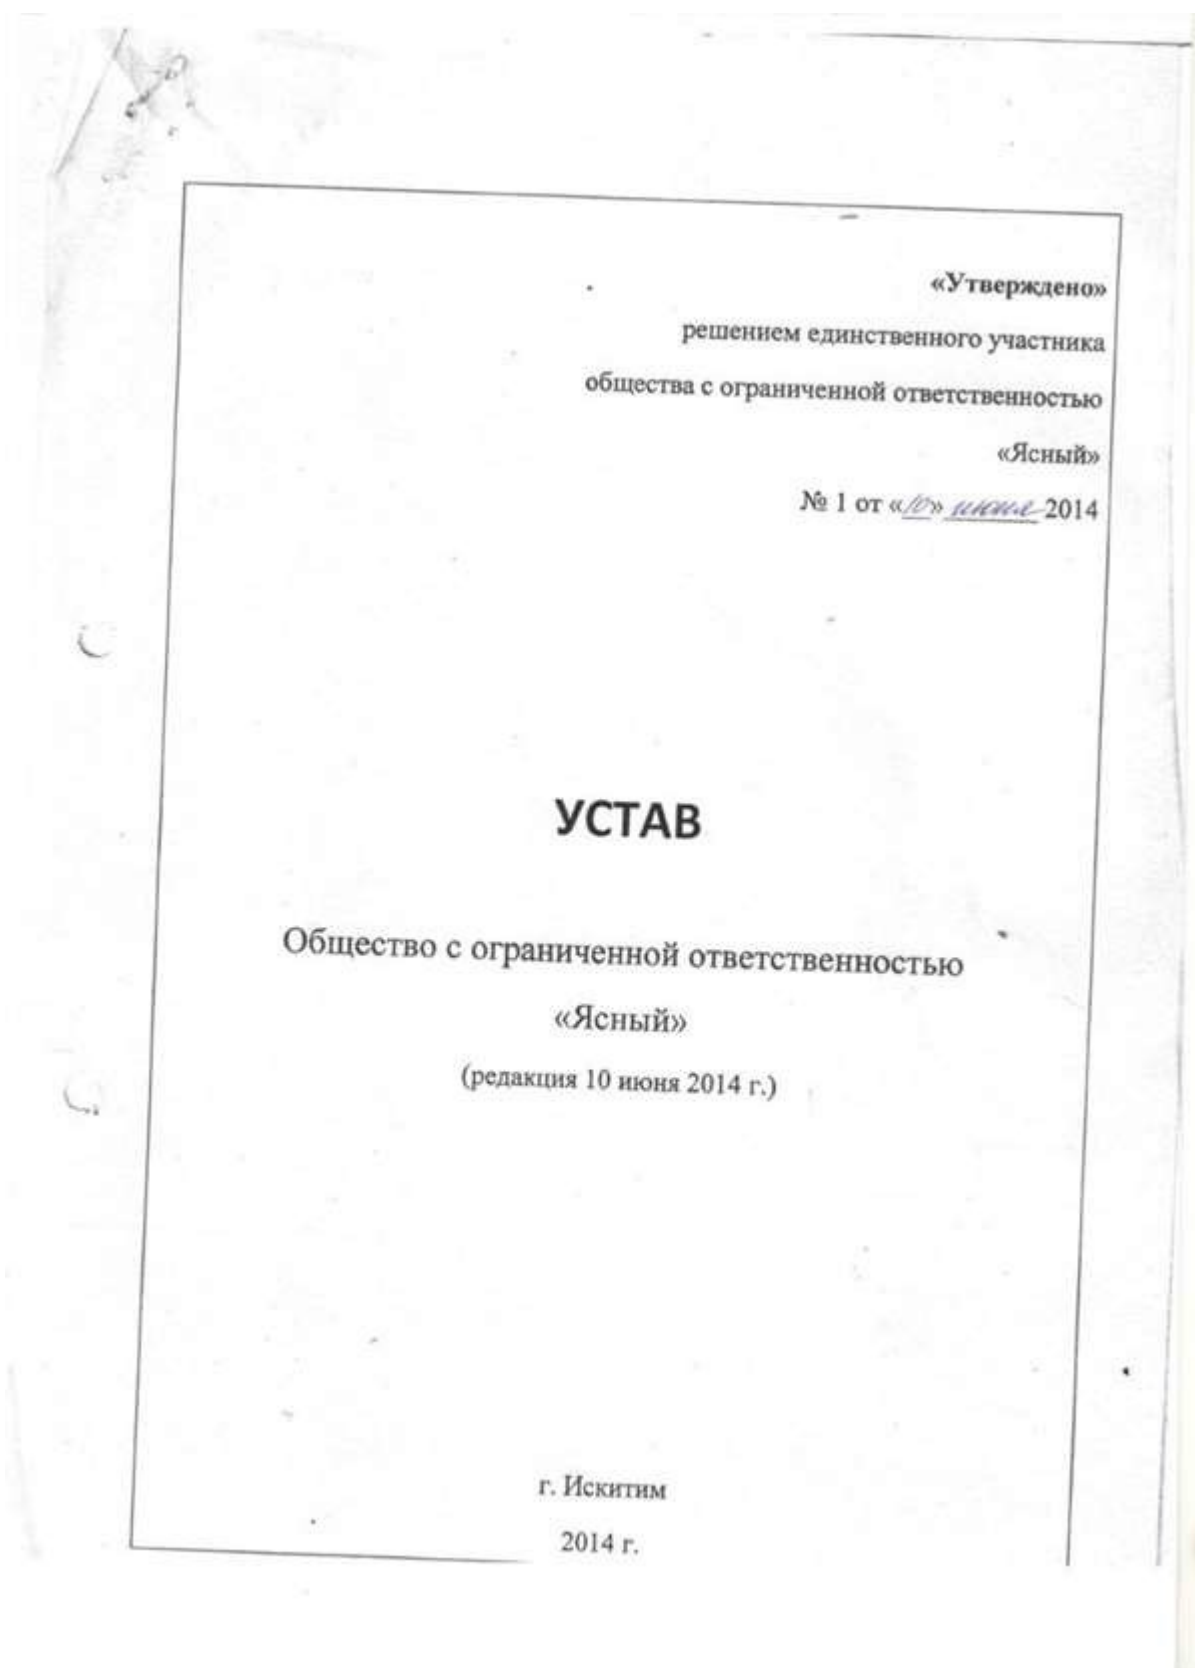 «Утверждено»
решением единственного участника
общества с ограниченной ответственностью
«Ясный»
№ 1 от «10» июня 2014
УСТАВ
Общество с ограниченной ответственностью
«Ясный»
(редакция 10 июня 2014 г.)
г. Искитим
2014 г.